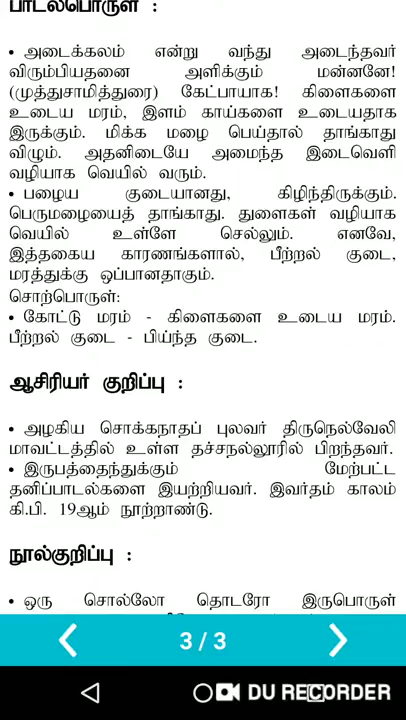 பாடல்பொருள் :
• அடைக்கலம் என்று வந்து அடைந்தவர்
விரும்பியதனை அளிக்கும் மன்னனே!
(முத்துசாமித்துரை) கேட்பாயாக! கிளைகளை
உடைய மரம், இளம் காய்களை உடையதாக
இருக்கும். மிக்க மழை பெய்தால் தாங்காது
விழும். அதனிடையே அமைந்த இடைவெளி
வழியாக வெயில் வரும்.
• பழைய குடையானது, கிழிந்திருக்கும்.
பெருமழையைத் தாங்காது. துளைகள் வழியாக
வெயில் உள்ளே செல்லும். எனவே,
இத்தகைய காரணங்களால், பீற்றல் குடை,
மரத்துக்கு ஒப்பானதாகும்.
சொற்பொருள்:
• கோட்டு மரம் - கிளைகளை உடைய மரம்.
பீற்றல் குடை - பிய்ந்த குடை.
ஆசிரியர் குறிப்பு :
• அழகிய சொக்கநாதப் புலவர் திருநெல்வேலி
மாவட்டத்தில் உள்ள தச்சநல்லூரில் பிறந்தவர்.
• இருபத்தைந்துக்கும் மேற்பட்ட
தனிப்பாடல்களை இயற்றியவர். இவர்தம் காலம்
கி.பி. 19ஆம் நூற்றாண்டு.
நூல்குறிப்பு :
• ஒரு சொல்லோ தொடரோ இருபொருள்
3 / 3
DU RECORDER